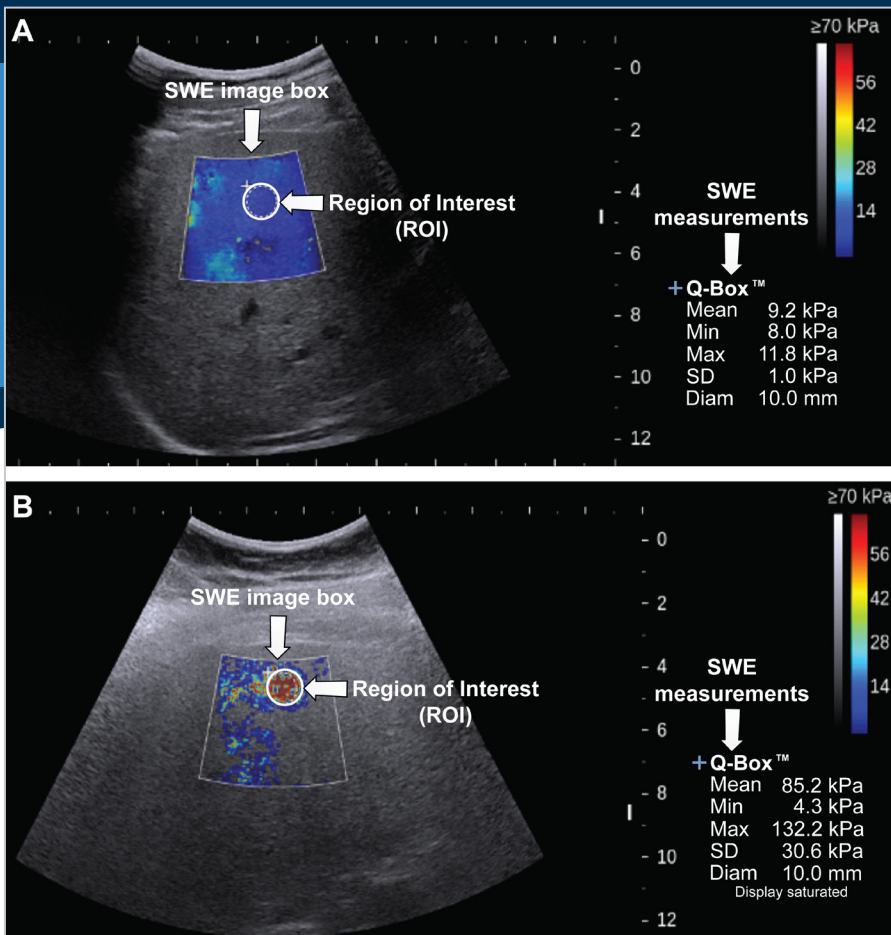 A
≥70 kPa
SWE image box
0
56
2
42
Region of Interest
(ROI)
4
SWE
measurements
28
14
6
+ Q-Box™
Mean 9.2 kPa
8
Min 8.0 kPa
Max 11.8 kPa
10
SD 1.0 kPa
Diam 10.0 mm
12
B
≥70 kPa
0
56
SWE image box
2
42
4
SWE
measurements
28
Region of Interest
(ROI)
14
6
+ Q-Box™
Mean 85.2 kPa
8
Min 4.3 kPa
Max 132.2 kPa
10
SD 30.6 kPa
Diam 10.0 mm
Display saturated
12